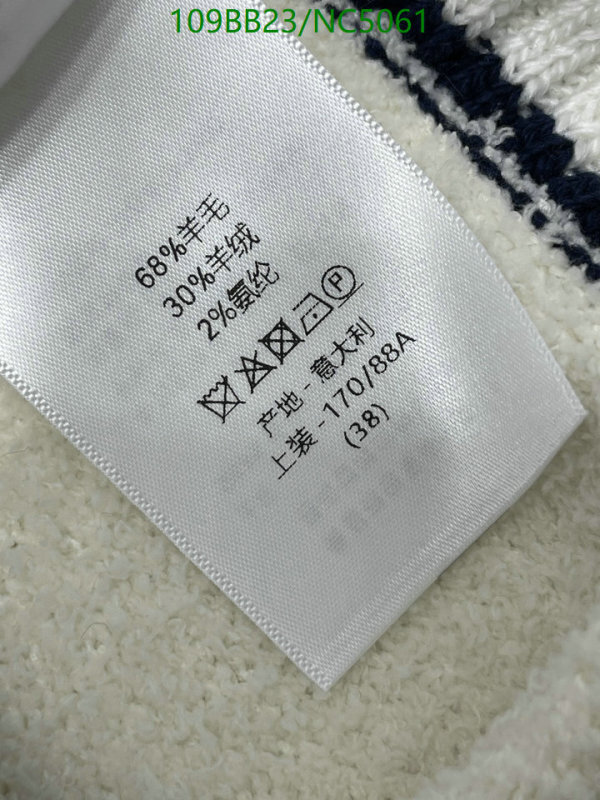 109BB23/NC5061
68%羊毛
30%羊绒
2%氨纶
P
产地 - 意大利
上装 - 170/88A
(38)